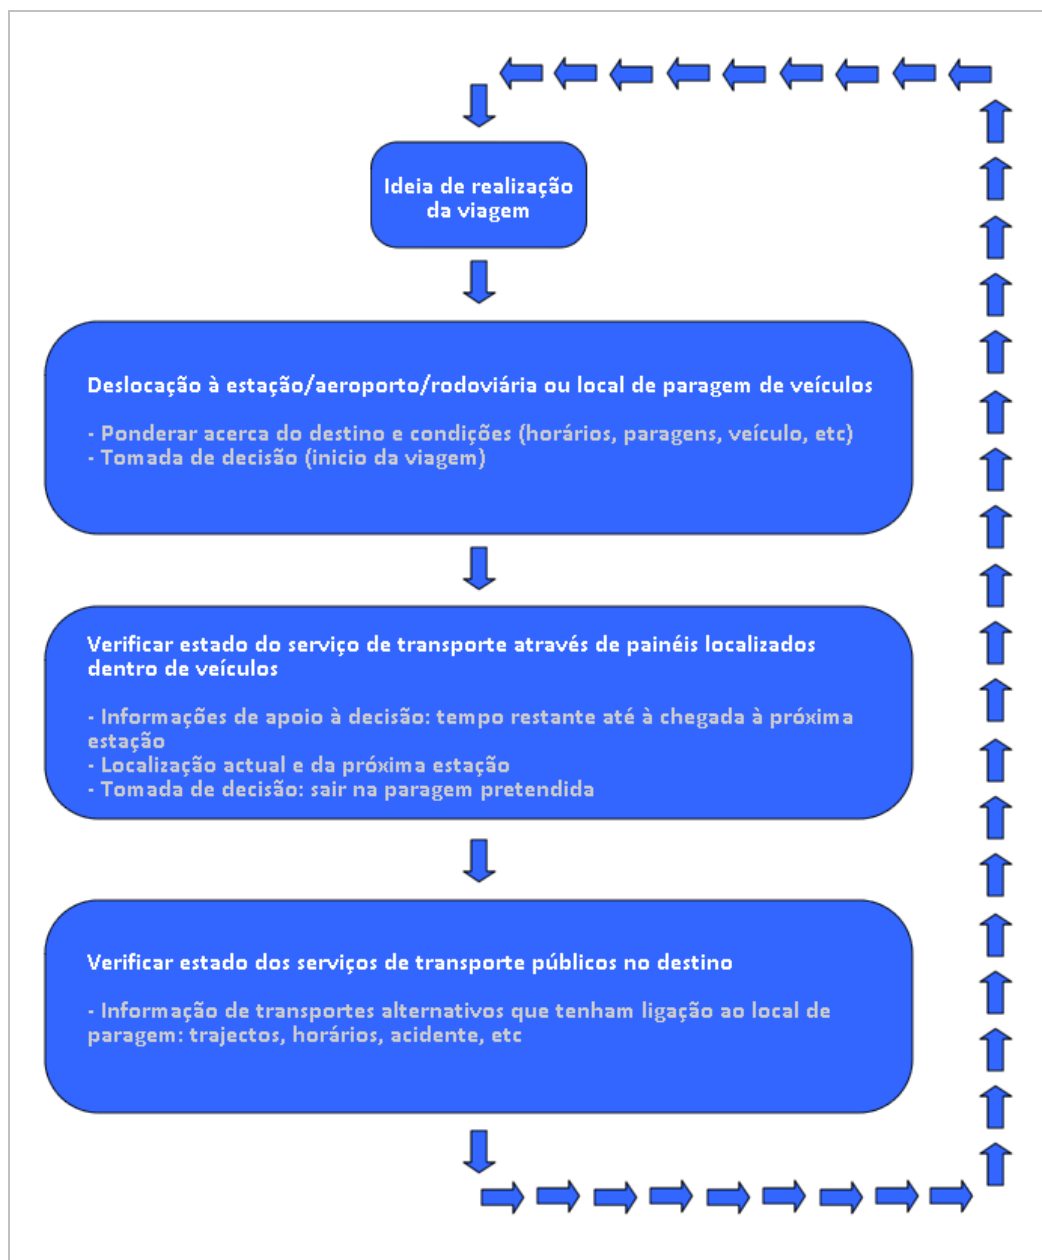 Ideia de realização
da viagem
Deslocação à estação/aeroporto/rodoviária ou local de paragem de veículos
- Ponderar acerca do destino e condições (horários, paragens, veículo, etc)
- Tomada de decisão (inicio da viagem)
Verificar estado do serviço de transporte através de painéis localizados
dentro de veículos
- Informações de apoio à decisão: tempo restante até à chegada à próxima
estação
- Localização actual e da próxima estação
- Tomada de decisão: sair na paragem pretendida
Verificar estado dos serviços de transporte públicos no destino
- Informação de transportes alternativos que tenham ligação ao local de
paragem: trajectos, horários, acidente, etc